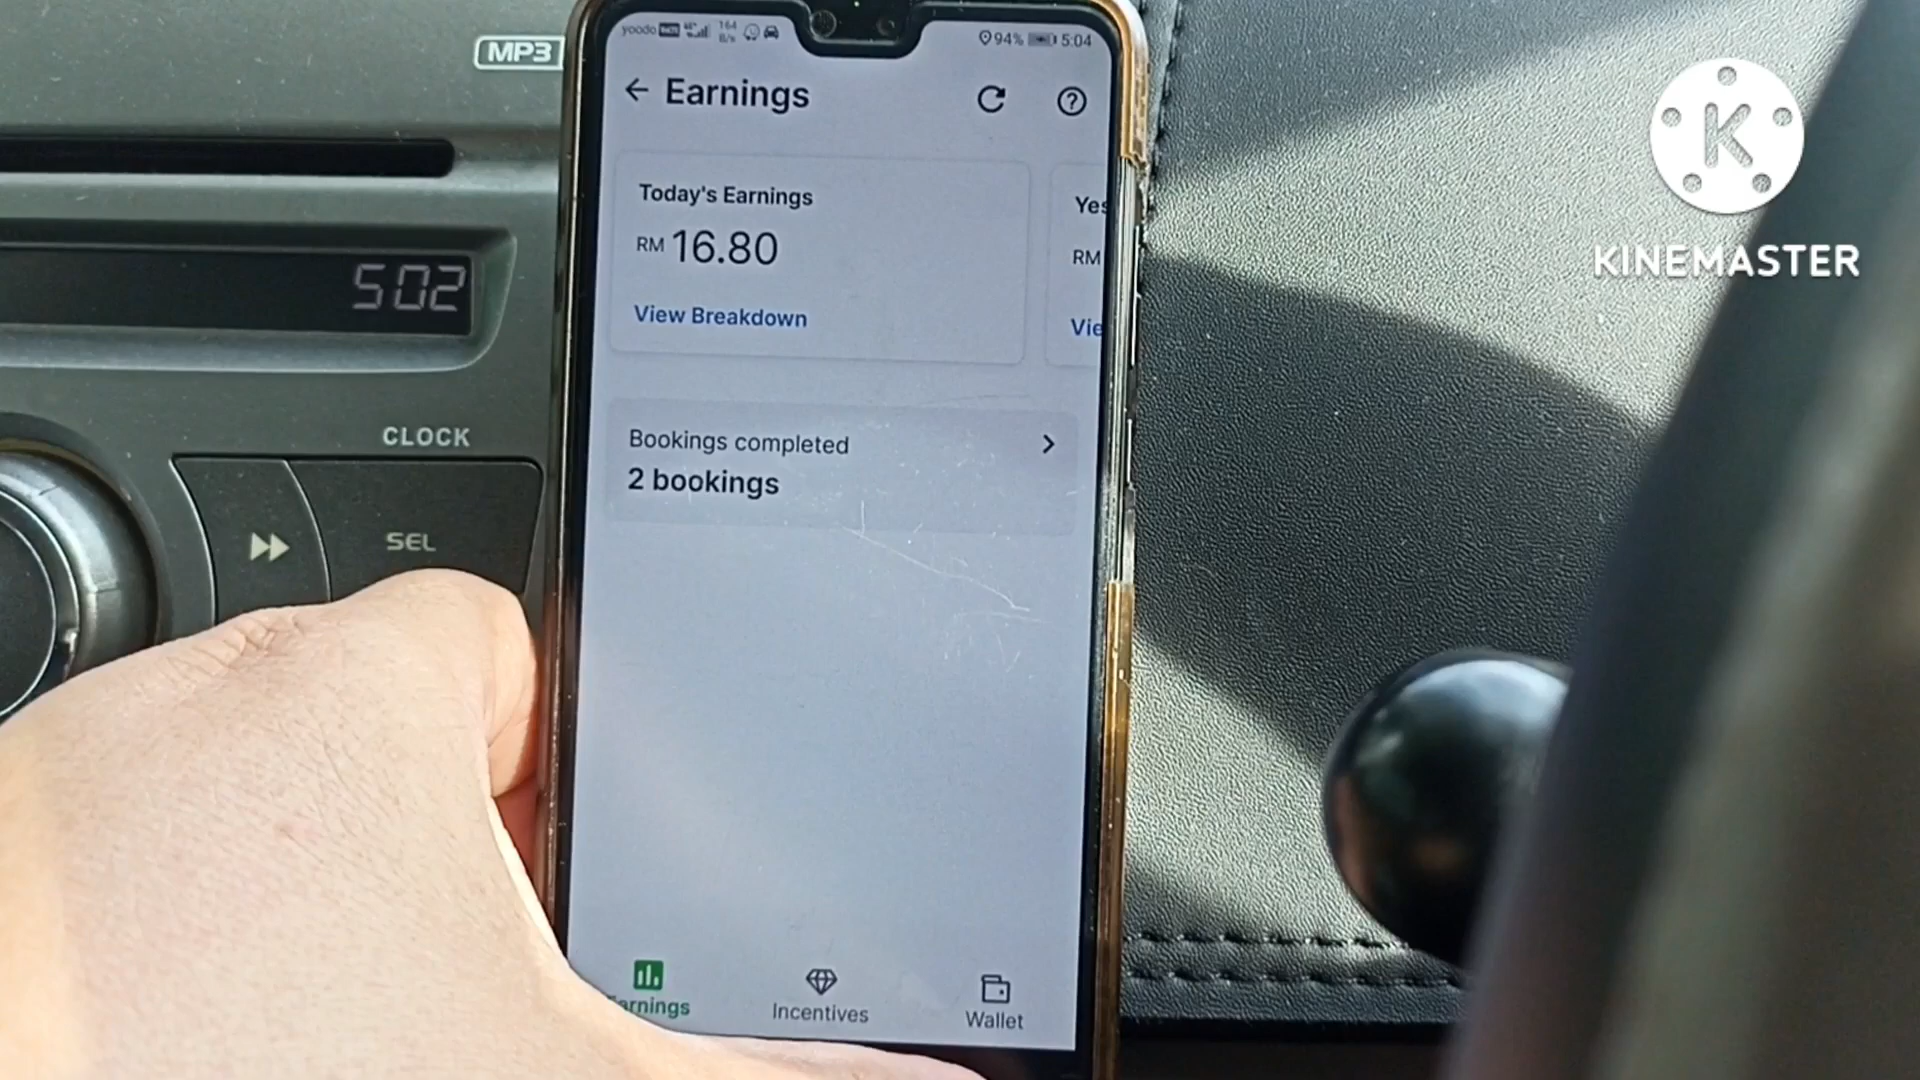 MP3
502
CLOCK
SEL
yoodo
164
B/s
94%
5:04
Earnings
Today's Earnings
RM 16.80
View Breakdown
Yes
RM
Vie
Bookings completed
2 bookings
arnings
Incentives
Wallet
K
KINEMASTER